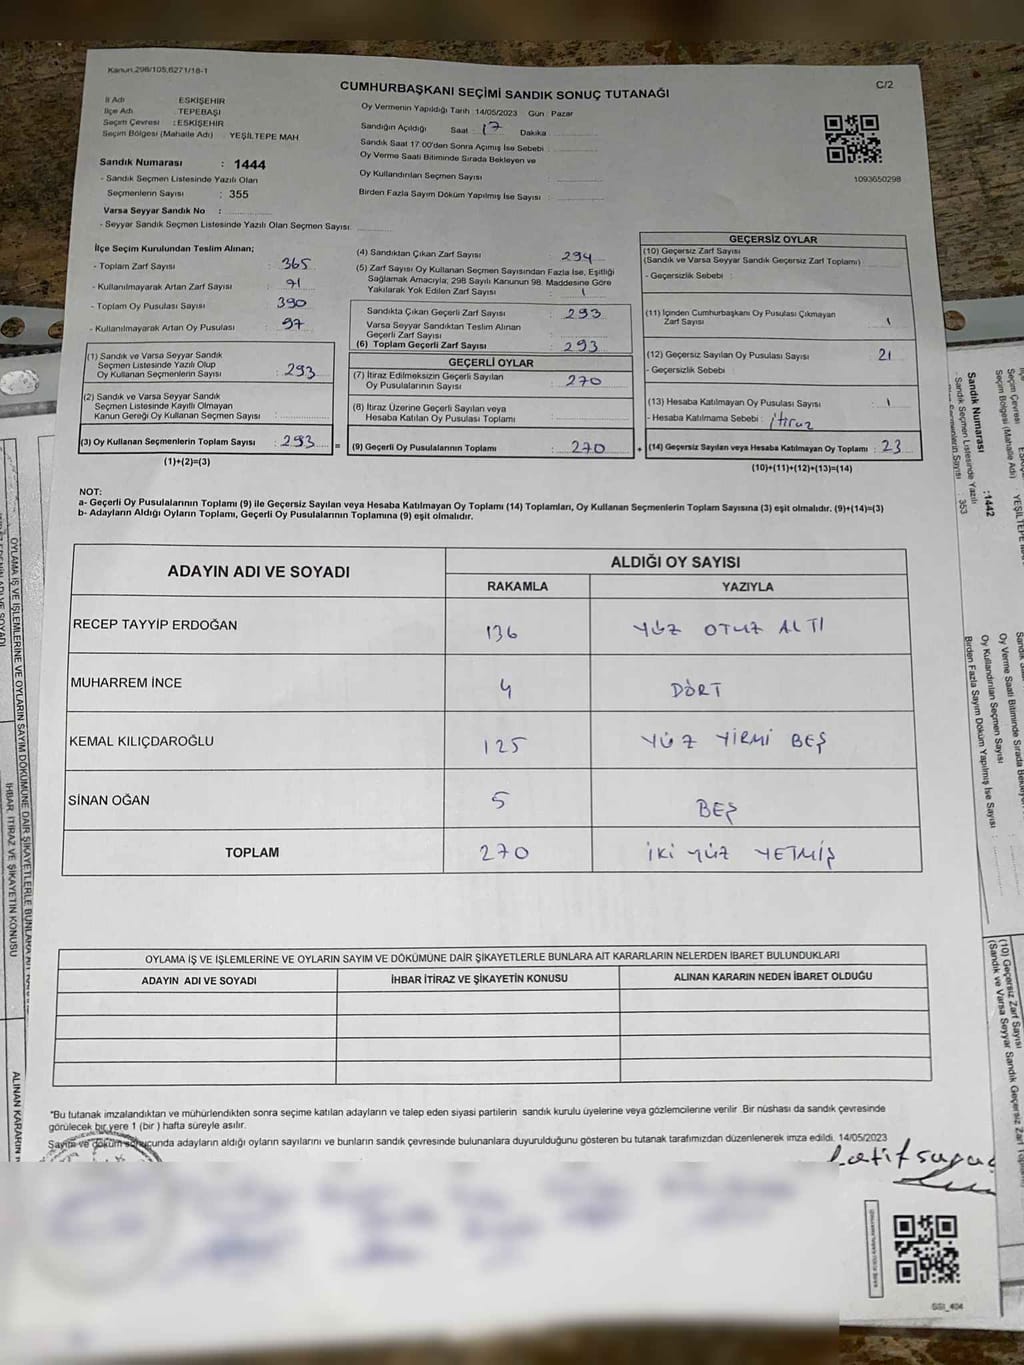 Kanun.298/105,6271/18-1
CUMHURBAŞKANI SEÇİMİ SANDIK SONUÇ TUTANAĞI
C/2
İl Adı ESKİŞEHİR
İlçe Adı : TEPEBAŞI
Seçim Çevresi : ESKİŞEHİR
Seçim Bölgesi (Mahalle Adı) : YEŞİLTEPE MAH
Sandık Numarası : 1444
- Sandık Seçmen Listesinde Yazılı Olan
Seçmenlerin Sayısı : 355
Varsa Seyyar Sandık No :
- Seyyar Sandık Seçmen Listesinde Yazılı Olan Seçmen Sayısı:
Oy Vermenin Yapıldığı Tarih :14/05/2023 Gün : Pazar
Sandığın Açıldığı Saat : 17 Dakika :
Sandık Saat 17:00'den Sonra Açımış İse Sebebi :
Oy Verme Saati Bitiminde Sırada Bekleyen ve
Oy Kullandırılan Seçmen Sayısı :
Birden Fazla Sayım Döküm Yapılmış İse Sayısı :
1093650298
İlçe Seçim Kurulundan Teslim Alınan;
- Toplam Zarf Sayısı : 365
- Kullanılmayarak Artan Zarf Sayısı : 71
- Toplam Oy Pusulası Sayısı : 390
- Kullanılmayarak Artan Oy Pusulası : 97
(1) Sandık ve Varsa Seyyar Sandık
Seçmen Listesinde Yazılı Olup
Oy Kullanan Seçmenlerin Sayısı : 293
(2) Sandık ve Varsa Seyyar Sandık
Seçmen Listesinde Kayıtlı Olmayan
Kanun Gereği Oy Kullanan Seçmen Sayısı :
(3) Oy Kullanan Seçmenlerin Toplam Sayısı : 293 =
(1)+(2)=(3)
(4) Sandıktan Çıkan Zarf Sayısı : 294
(5) Zarf Sayısı Oy Kullanan Seçmen Sayısından Fazla İse, Eşitliği
Sağlamak Amacıyla; 298 Sayılı Kanunun 98. Maddesine Göre
Yakılarak Yok Edilen Zarf Sayısı : 1
Sandıkta Çıkan Geçerli Zarf Sayısı : 293
Varsa Seyyar Sandıktan Teslim Alınan
Geçerli Zarf Sayısı :
(6) Toplam Geçerli Zarf Sayısı : 293
GEÇERLİ OYLAR
(7) İtiraz Edilmeksizin Geçerli Sayılan
Oy Pusulalarının Sayısı : 270
(8) İtiraz Üzerine Geçerli Sayılan veya
Hesaba Katılan Oy Pusulası Toplamı :
(9) Geçerli Oy Pusulalarının Toplamı : 270 +
GEÇERSİZ OYLAR
(10) Geçersiz Zarf Sayısı
(Sandık ve Varsa Seyyar Sandık Geçersiz Zarf Toplamı) :
- Geçersizlik Sebebi :
(11) İçinden Cumhurbaşkanı Oy Pusulası Çıkmayan
Zarf Sayısı : 1
(12) Geçersiz Sayılan Oy Pusulası Sayısı : 21
- Geçersizlik Sebebi :
(13) Hesaba Katılmayan Oy Pusulası Sayısı : 1
- Hesaba Katılmama Sebebi : itiraz
(14) Geçersiz Sayılan veya Hesaba Katılmayan Oy Toplamı : 23
(10)+(11)+(12)+(13)=(14)
NOT:
a- Geçerli Oy Pusulalarının Toplamı (9) ile Geçersiz Sayılan veya Hesaba Katılmayan Oy Toplamı (14) Toplamları, Oy Kullanan Seçmenlerin Toplam Sayısına (3) eşit olmalıdır. (9)+(14)=(3)
b- Adayların Aldığı Oyların Toplamı, Geçerli Oy Pusulalarının Toplamına (9) eşit olmalıdır.
ADAYIN ADI VE SOYADI ALDIĞI OY SAYISI
RAKAMLA YAZIYLA
RECEP TAYYİP ERDOĞAN 136 YÜZ OTUZ ALTI
MUHARREM İNCE 4 DÖRT
KEMAL KILIÇDAROĞLU 125 YÜZ YİRMİ BEŞ
SİNAN OĞAN 5 BEŞ
TOPLAM 270 İKİ YÜZ YETMİŞ
OYLAMA İŞ VE İŞLEMLERİNE VE OYLARIN SAYIM VE DÖKÜMÜNE DAİR ŞİKAYETLERLE BUNLARA AİT KARARLARIN NELERDEN İBARET BULUNDUKLARI
ADAYIN ADI VE SOYADI İHBAR İTİRAZ VE ŞİKAYETİN KONUSU ALINAN KARARIN NEDEN İBARET OLDUĞU
"Bu tutanak imzalandıktan ve mühürlendikten sonra seçime katılan adayların ve talep eden siyasi partilerin sandık kurulu üyelerine veya gözlemcilerine verilir. Bir nüshası da sandık çevresinde
görülecek bir yere 1 (bir ) hafta süreyle asılır.
Sayım ve döküm sonucunda adayların aldığı oyların sayılarını ve bunların sandık çevresinde bulunanlara duyurulduğunu gösteren bu tutanak tarafımızdan düzenlenerek imza edildi. 14/05/2023
SSI_404
Seçim Çevresi
Seçim Bölgesi (Mahalle Adı) YEŞİLTEPE
Sandık Numarası :1442
- Sandık Seçmen Listesinde Yazılı
353
Oy Verme Saati Bitiminde Sırada
Oy Kullandırılan Seçmen Sayısı
Birden Fazla Sayım Döküm Yapılmış İse Sayısı
(10) Geçersiz Zarf Sayısı
(Sandık ve Varsa Seyyar Sandık Geçersiz Zarf
OYLAMA İŞ VE İŞLEMLERİNE VE OYLARIN SAYIM VE DÖKÜMÜNE DAİR ŞİKAYETLERLE
İHBAR, İTİRAZ VE ŞİKAYETİN KONUSU
ALINAN KARARIN